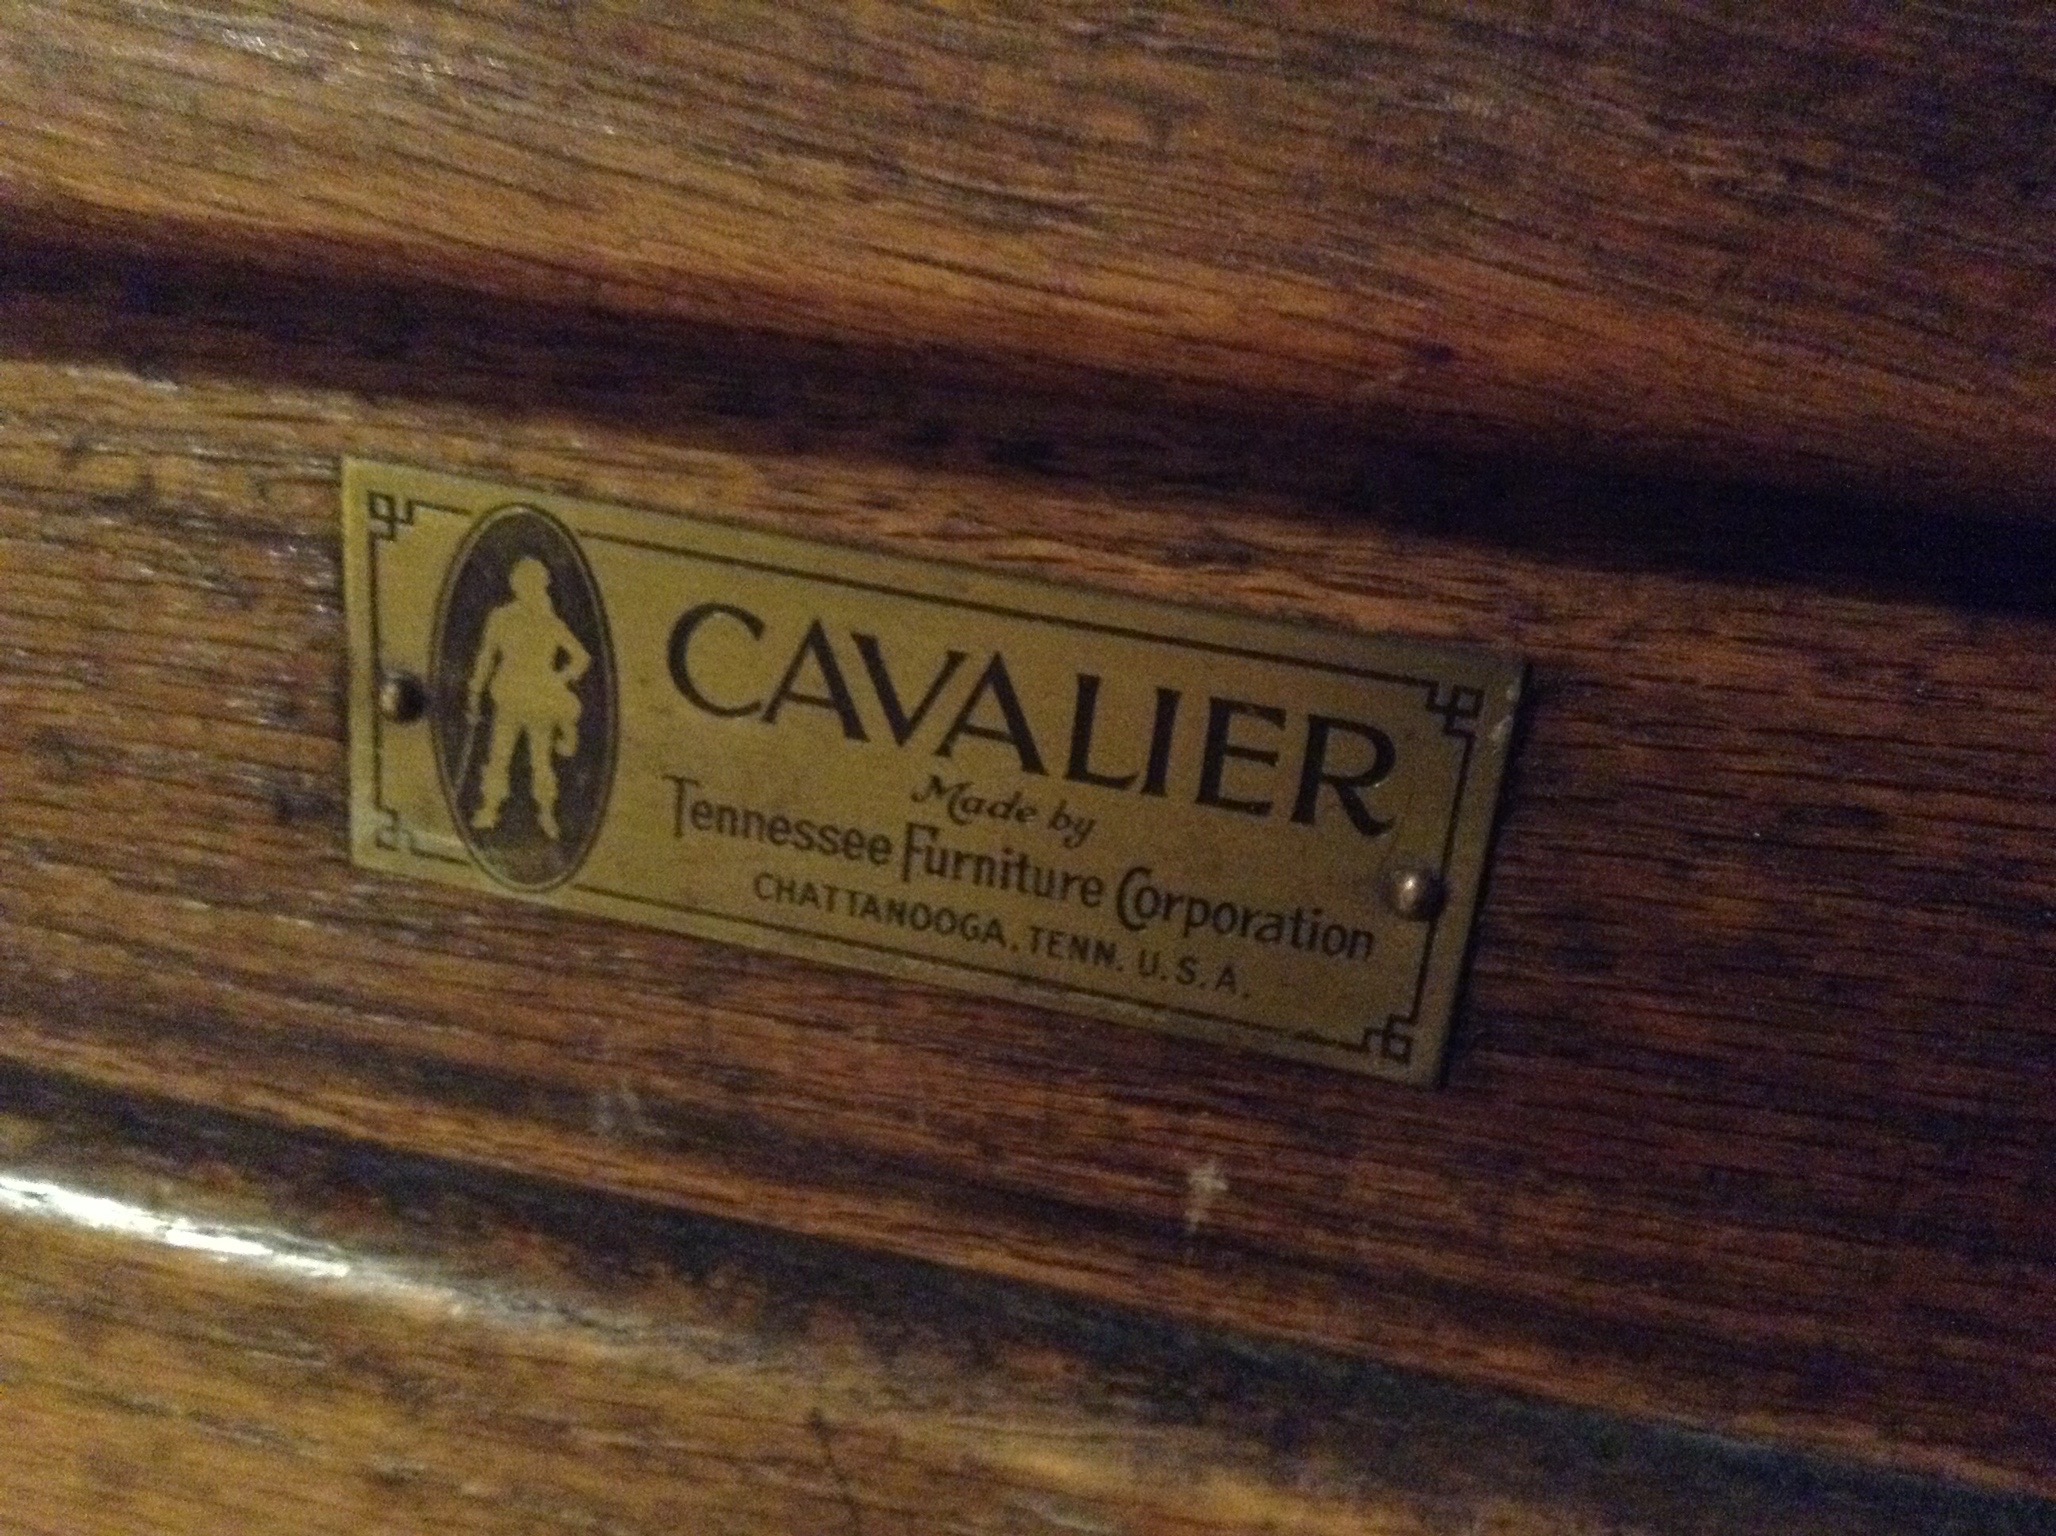 CAVALIER
Made by
Tennessee Furniture Corporation
CHATTANOOGA, TENN. U.S.A.